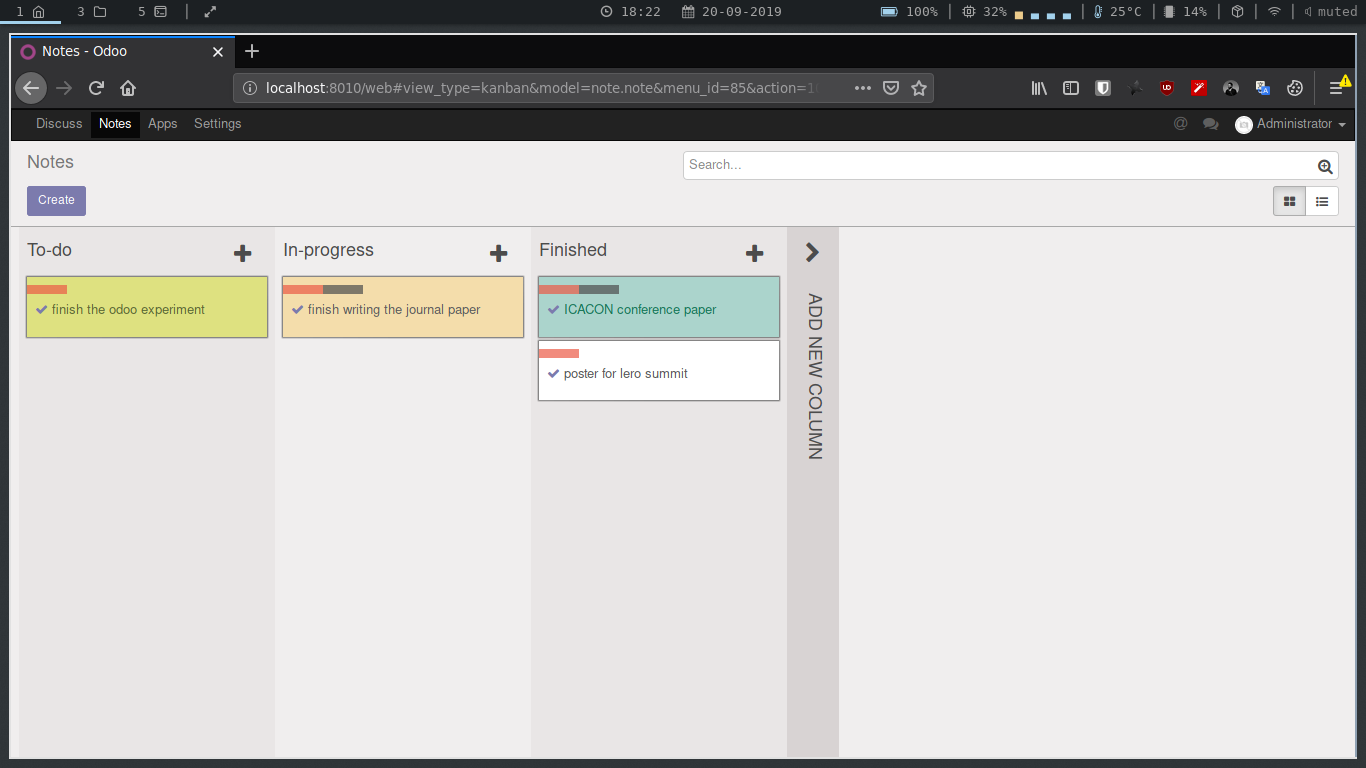 1 3 5 18:22 20-09-2019 100% 32% 25°C 14% muted
Notes - Odoo
localhost:8010/web#view_type=kanban&model=note.note&menu_id=85&action=1
UD
Discuss Notes Apps Settings @ Administrator
Notes Search...
Create
To-do In-progress Finished
finish the odoo experiment finish writing the journal paper ICACON conference paper
poster for lero summit
ADD NEW COLUMN